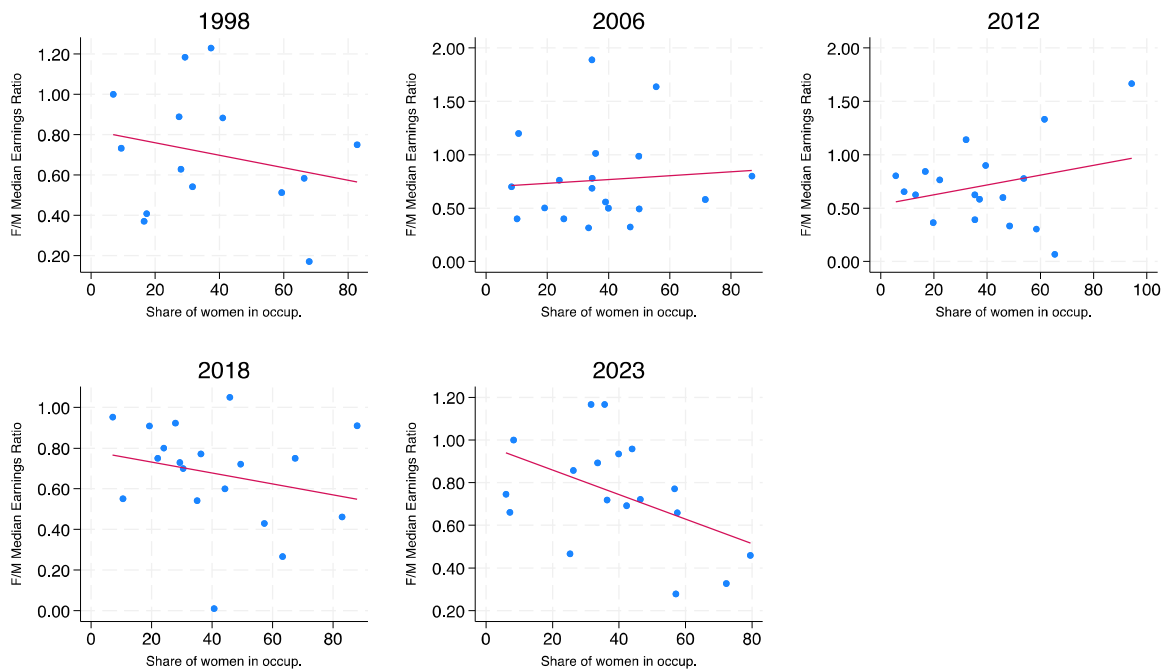 1998
F/M Median Earnings Ratio
1.20
1.00
0.80
0.60
0.40
0.20
0 20 40 60 80
Share of women in occup.
2006
F/M Median Earnings Ratio
2.00
1.50
1.00
0.50
0.00
0 20 40 60 80
Share of women in occup.
2012
F/M Median Earnings Ratio
2.00
1.50
1.00
0.50
0.00
0 20 40 60 80 100
Share of women in occup.
2018
F/M Median Earnings Ratio
1.00
0.80
0.60
0.40
0.20
0.00
0 20 40 60 80
Share of women in occup.
2023
F/M Median Earnings Ratio
1.20
1.00
0.80
0.60
0.40
0.20
0 20 40 60 80
Share of women in occup.